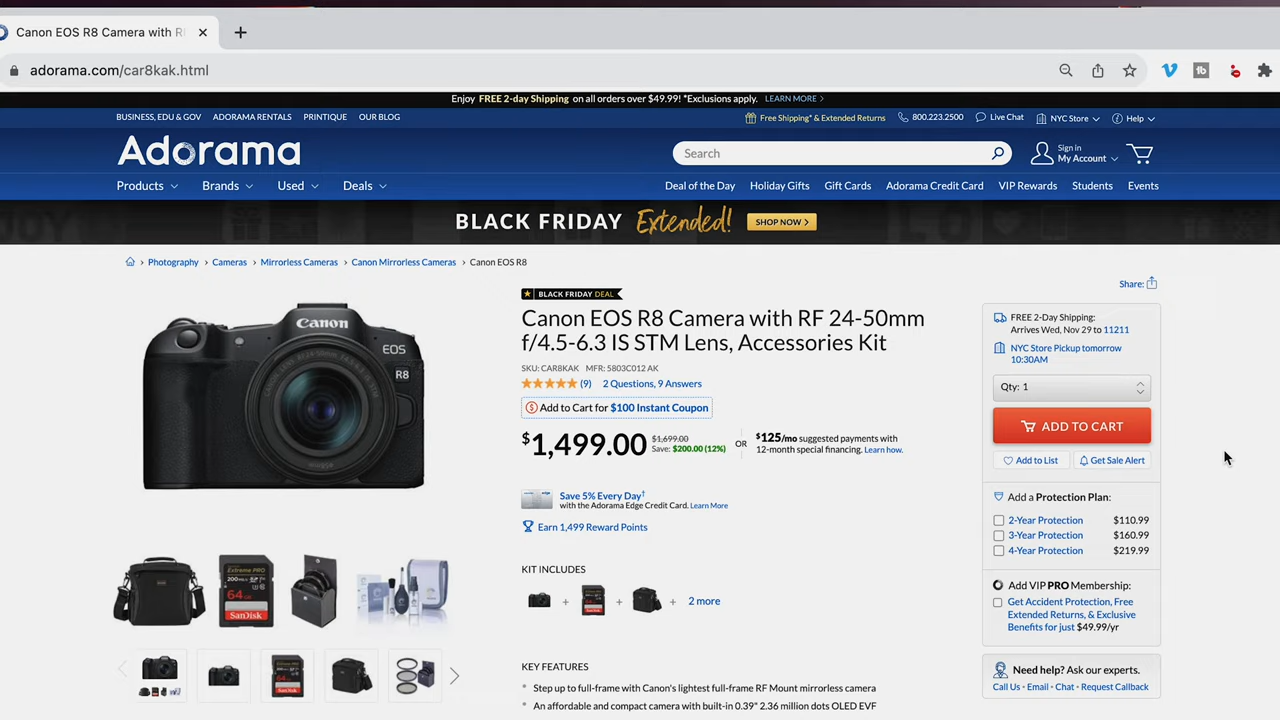 Canon EOS R8 Camera with R
adorama.com/car8kak.html
Enjoy FREE 2-day Shipping on all orders over $49.99! *Exclusions apply. LEARN MORE >
BUSINESS, EDU & GOV ADORAMA RENTALS PRINTIQUE OUR BLOG
Free Shipping* & Extended Returns 800.223.2500 Live Chat NYC Store Help
Adorama
Search
Sign in
My Account
Products Brands Used Deals
Deal of the Day Holiday Gifts Gift Cards Adorama Credit Card VIP Rewards Students Events
BLACK FRIDAY Extended! SHOP NOW >
> Photography > Cameras > Mirrorless Cameras > Canon Mirrorless Cameras > Canon EOS R8
Share:
BLACK FRIDAY DEAL
Canon EOS R8 Camera with RF 24-50mm
f/4.5-6.3 IS STM Lens, Accessories Kit
SKU: CAR8KAK MFR: 5803C012 AK
(9) 2 Questions, 9 Answers
Add to Cart for $100 Instant Coupon
$1,499.00
$1,699.00
Save: $200.00 (12%)
OR
$125/mo suggested payments with
12-month special financing. Learn how.
Save 5% Every Day†
with the Adorama Edge Credit Card. Learn More
Earn 1,499 Reward Points
KIT INCLUDES
+ + + 2 more
KEY FEATURES
* Step up to full-frame with Canon's lightest full-frame RF Mount mirrorless camera
* An affordable and compact camera with built-in 0.39" 2.36 million dots OLED EVF
FREE 2-Day Shipping:
Arrives Wed, Nov 29 to 11211
NYC Store Pickup tomorrow
10:30AM
Qty: 1
ADD TO CART
Add to List Get Sale Alert
Add a Protection Plan:
2-Year Protection $110.99
3-Year Protection $160.99
4-Year Protection $219.99
Add VIP PRO Membership:
Get Accident Protection, Free
Extended Returns, & Exclusive
Benefits for just $49.99/yr
Need help? Ask our experts.
Call Us • Email • Chat • Request Callback
Canon
EOS
R8
Extreme PRO
200MB/s
64
GB
SanDisk